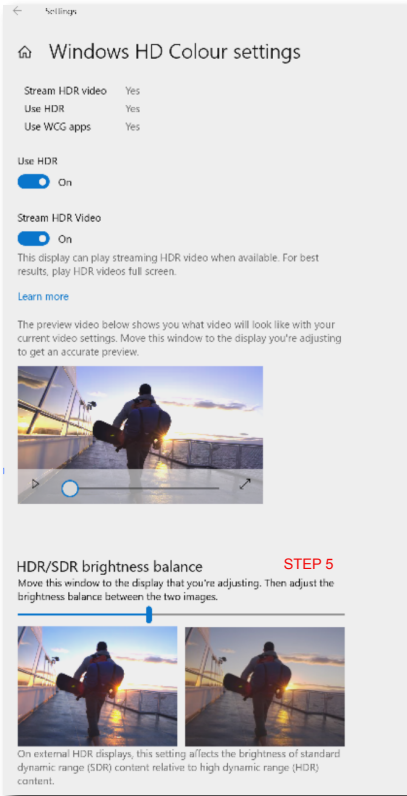 Settings
Windows HD Colour settings
Stream HDR video Yes
Use HDR Yes
Use WCG apps Yes
Use HDR
On
Stream HDR Video
On
This display can play streaming HDR video when available. For best
results, play HDR videos full screen.
Learn more
The preview video below shows you what video will look like with your
current video settings. Move this window to the display you're adjusting
to get an accurate preview.
HDR/SDR brightness balance STEP 5
Move this window to the display that you're adjusting. Then adjust the
brightness balance between the two images.
On external HDR displays, this setting affects the brightness of standard
dynamic range (SDR) content relative to high dynamic range (HDR)
content.